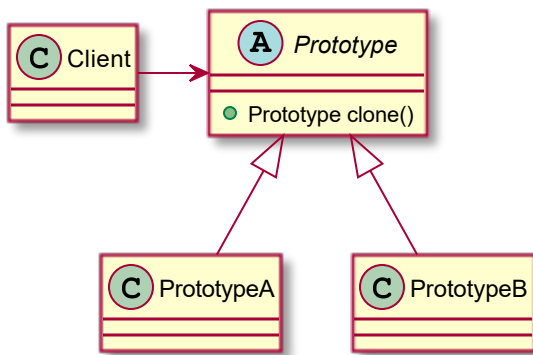 C Client
A Prototype
Prototype clone()
C PrototypeA
C PrototypeB